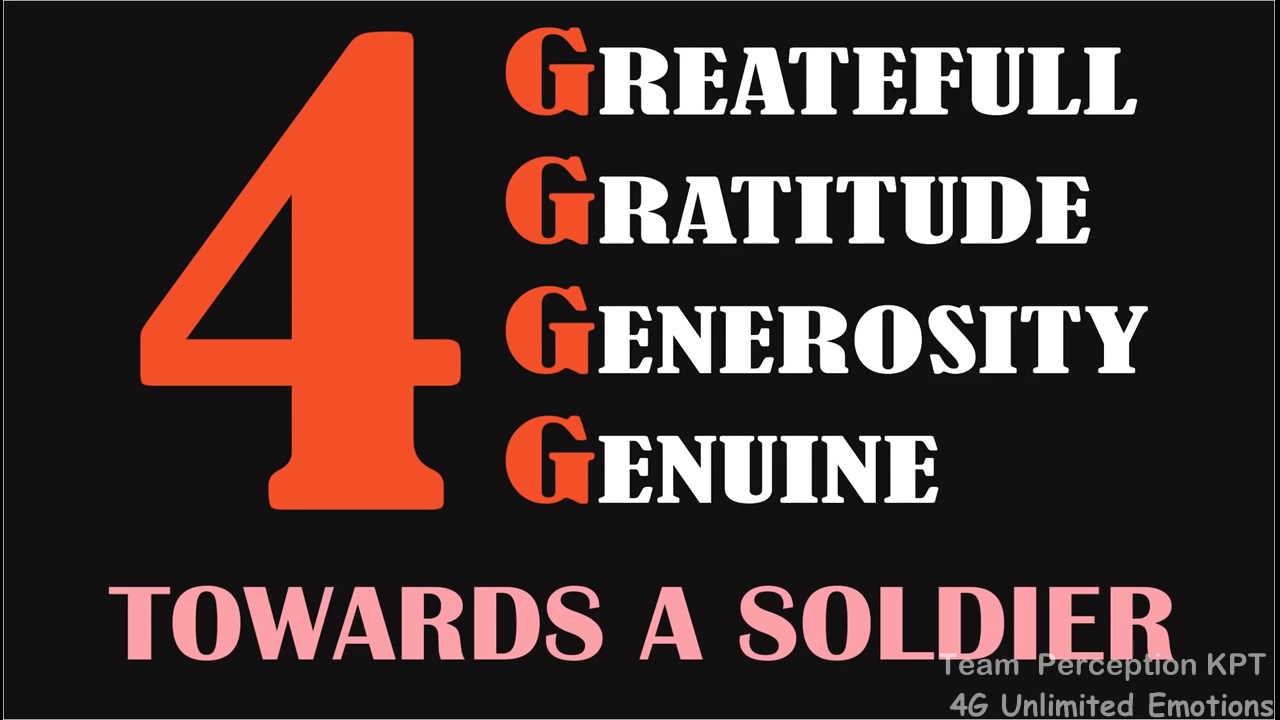 4
GREATEFULL
GRATITUDE
GENEROSITY
GENUINE
TOWARDS A SOLDIER
Team Perception KPT
4G Unlimited Emotions